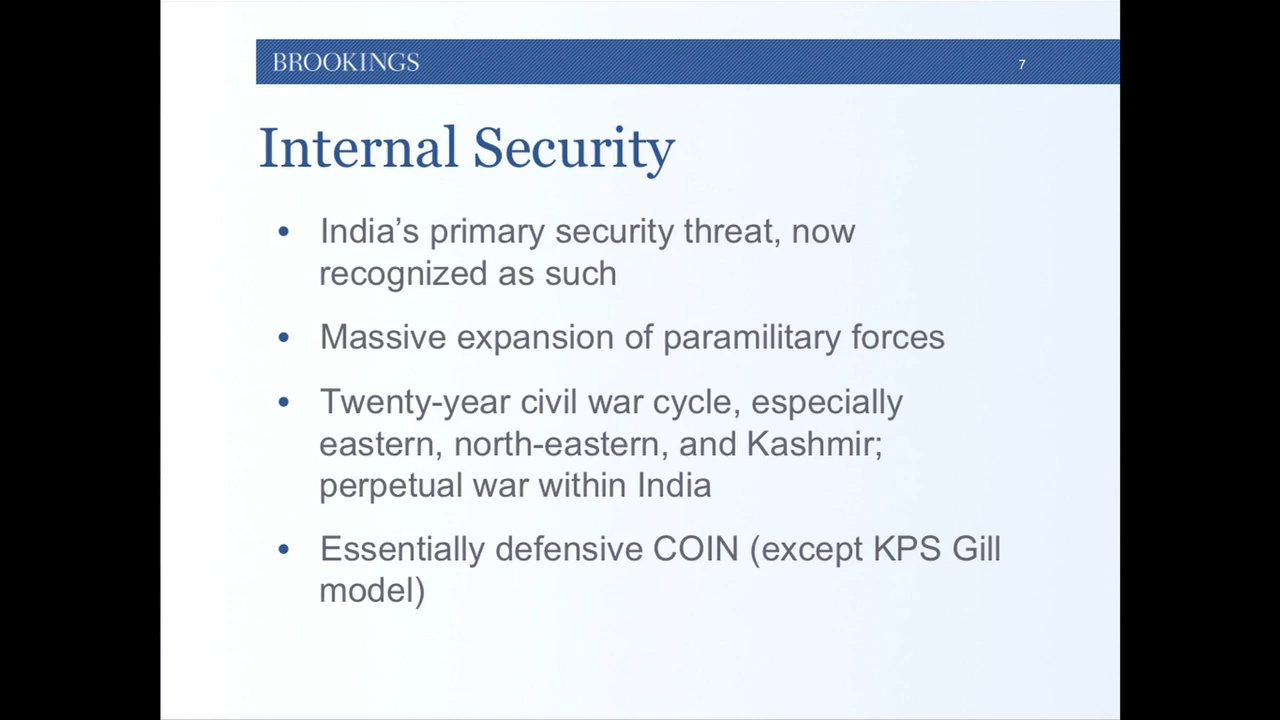 BROOKINGS
7
Internal Security
• India’s primary security threat, now
recognized as such
• Massive expansion of paramilitary forces
• Twenty-year civil war cycle, especially
eastern, north-eastern, and Kashmir;
perpetual war within India
• Essentially defensive COIN (except KPS Gill
model)